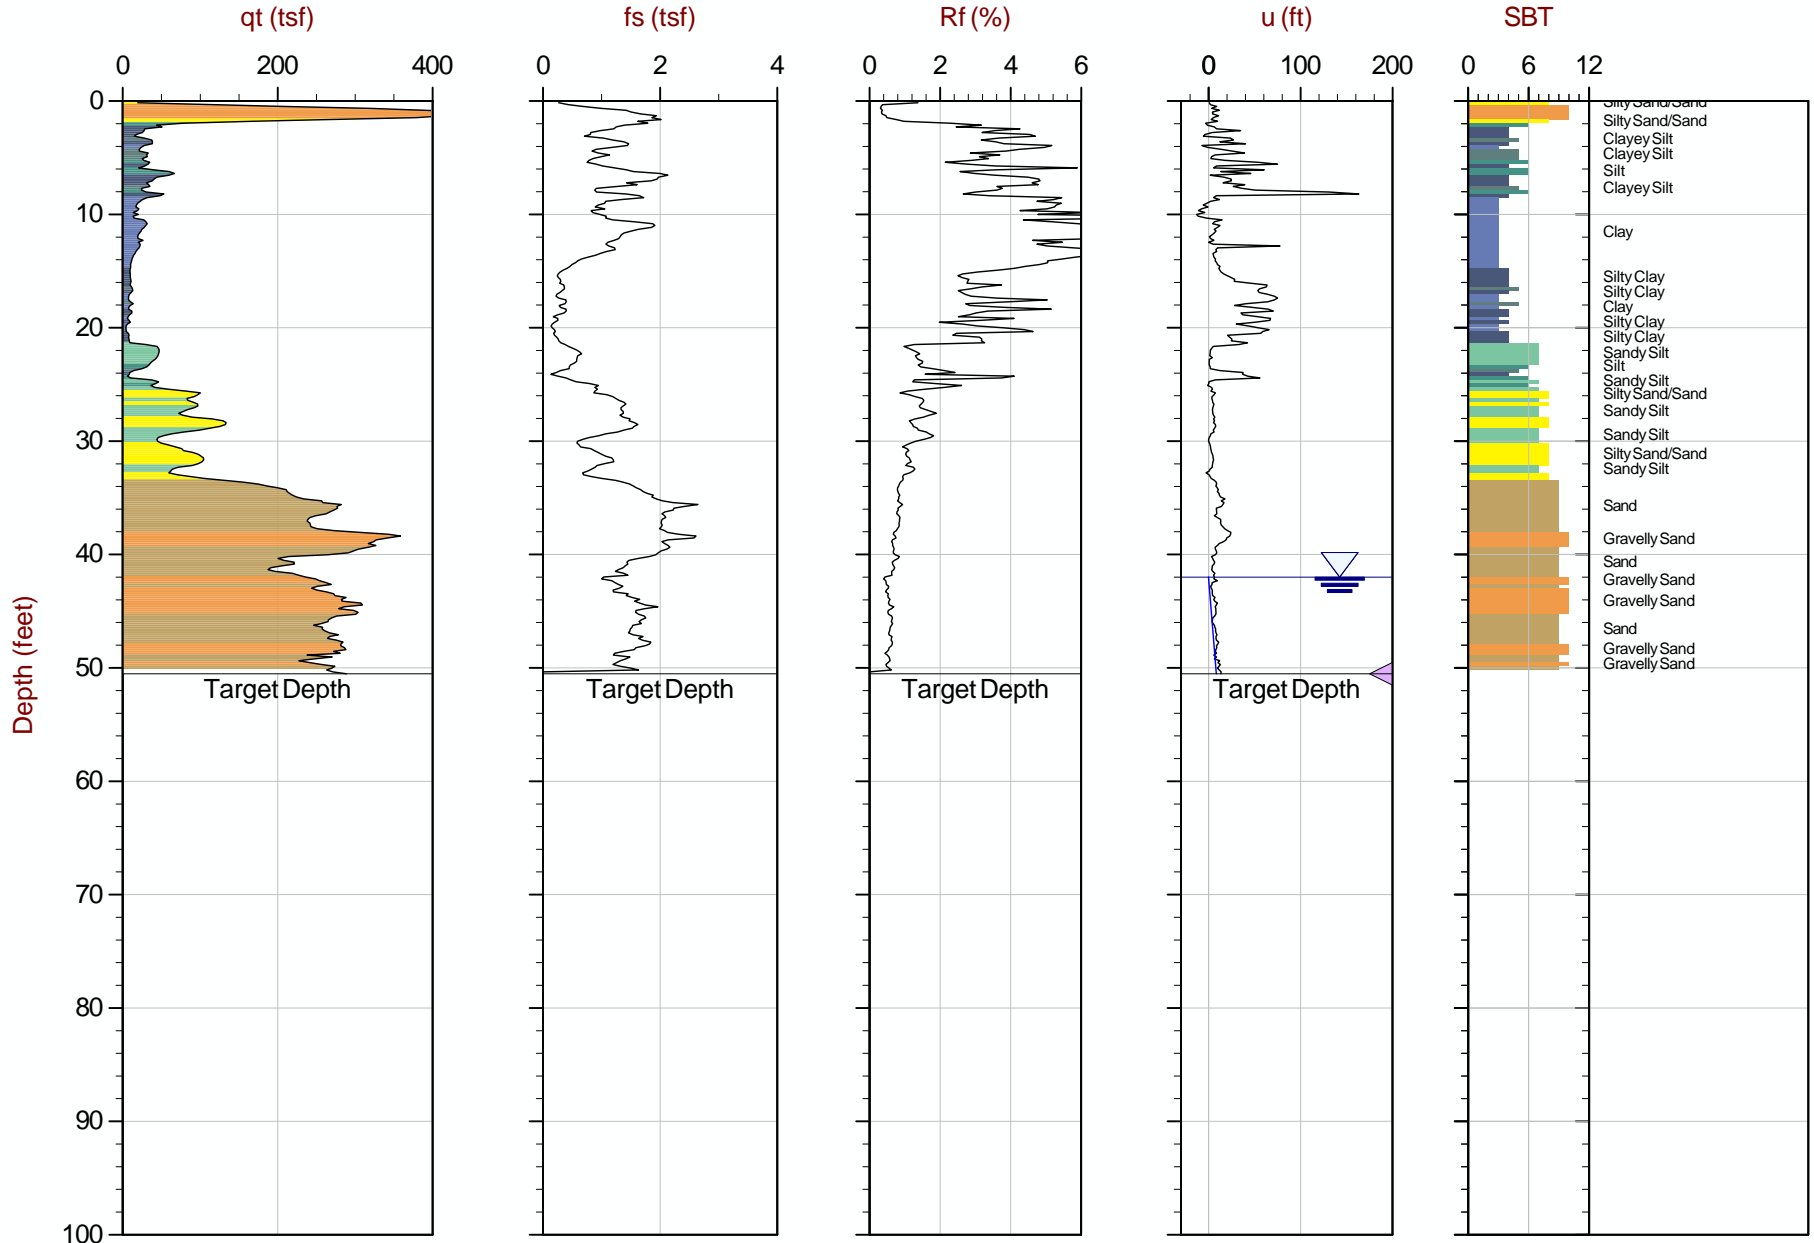 qt (tsf) fs (tsf) Rf (%) u (ft) SBT
0 200 400 0 2 4 0 2 4 6 0 100 200 0 6 12
0
Silty Sand/Sand
Silty Sand/Sand
Clayey Silt
Clayey Silt
Silt
Clayey Silt
10
Clay
Silty Clay
Silty Clay
Clay
Silty Clay
20
Silty Clay
Sandy Silt
Silt
Sandy Silt
Silty Sand/Sand
Sandy Silt
30
Sandy Silt
Silty Sand/Sand
Sandy Silt
Sand
Gravelly Sand
40
Sand
Gravelly Sand
Gravelly Sand
Sand
Gravelly Sand
50
Gravelly Sand
Target Depth Target Depth Target Depth Target Depth
Depth (feet)
60
70
80
90
100